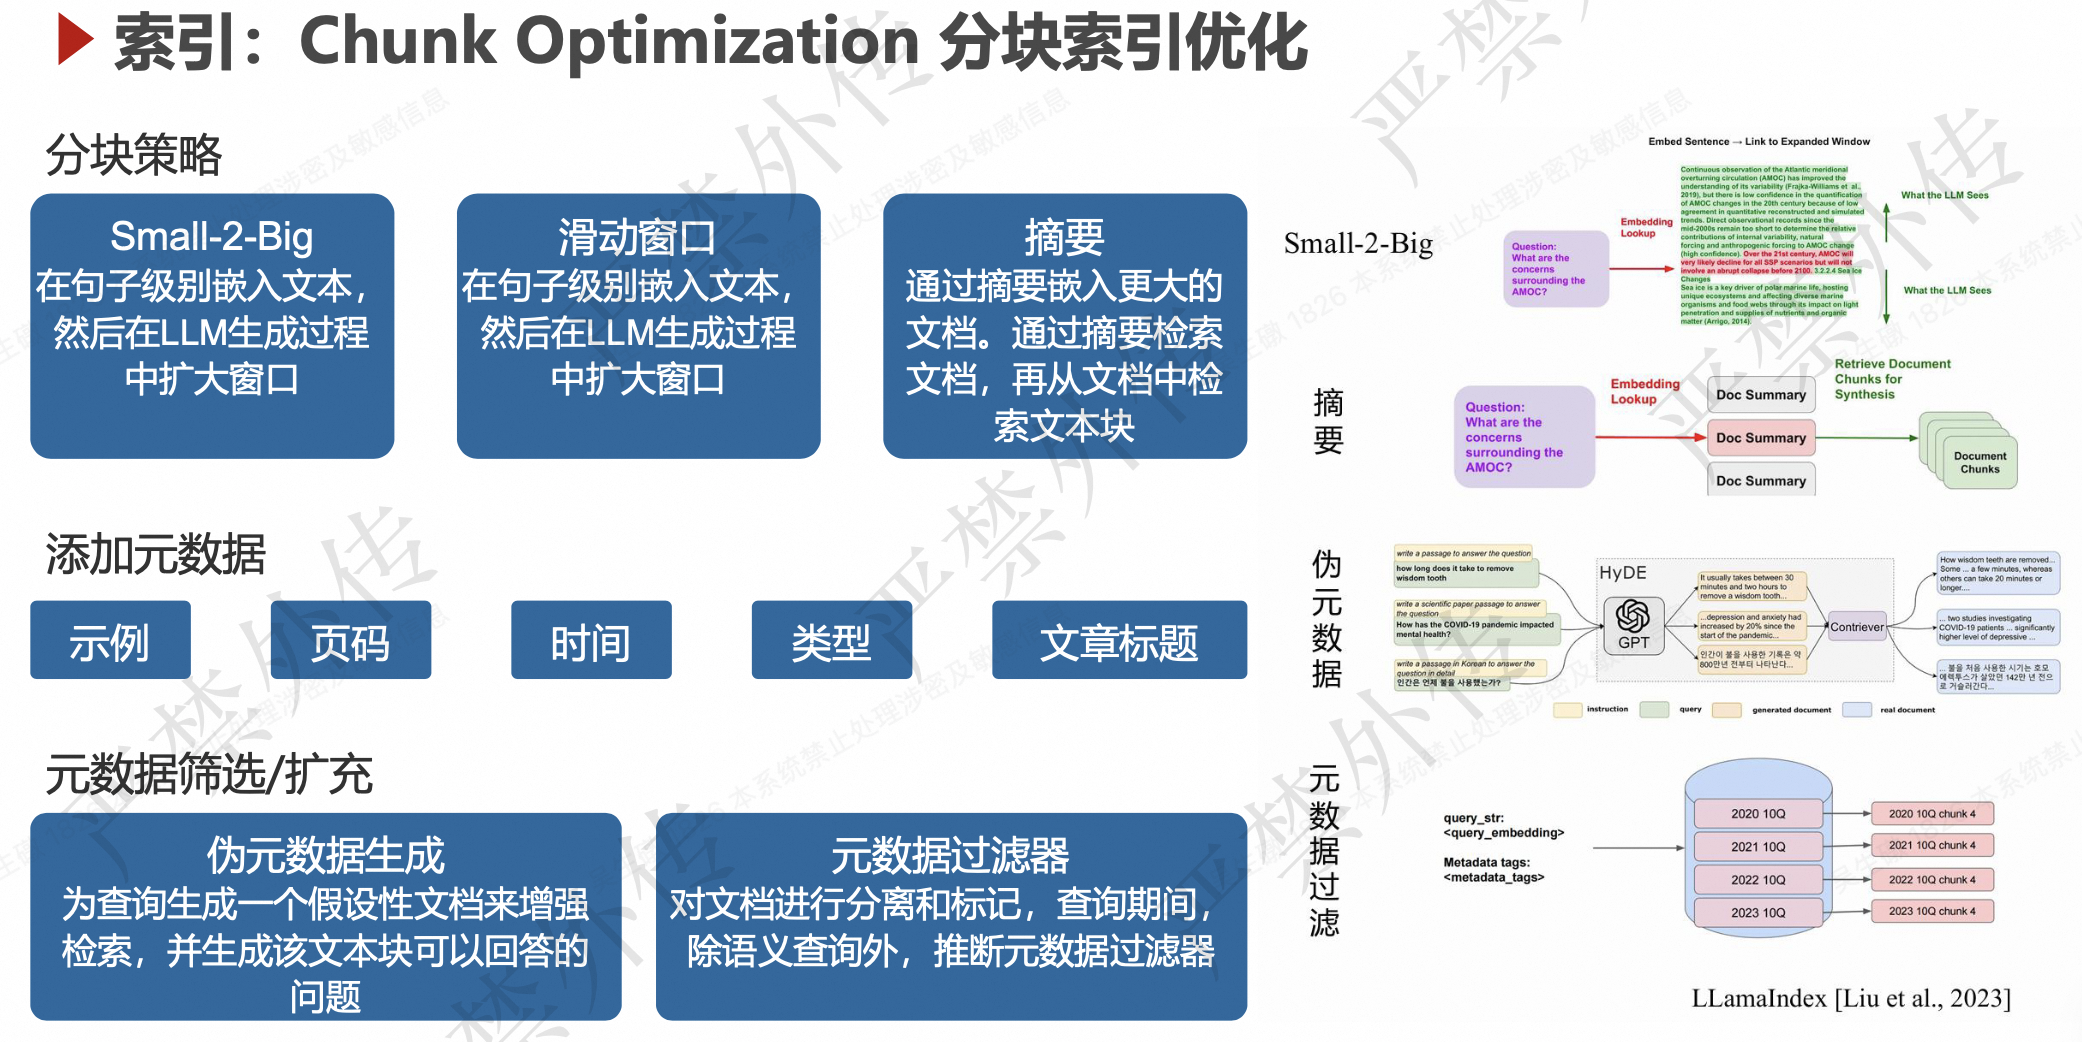 索引：Chunk Optimization 分块索引优化
分块策略
Small-2-Big
在句子级别嵌入文本，
然后在LLM生成过程
中扩大窗口
滑动窗口
在句子级别嵌入文本，
然后在LLM生成过程
中扩大窗口
摘要
通过摘要嵌入更大的
文档。通过摘要检索
文档，再从文档中检
索文本块
添加元数据
示例
页码
时间
类型
文章标题
元数据筛选/扩充
伪元数据生成
为查询生成一个假设性文档来增强
检索，并生成该文本块可以回答的
问题
元数据过滤器
对文档进行分离和标记，查询期间，
除语义查询外，推断元数据过滤器
Small-2-Big
Embed Sentence → Link to Expanded Window
Question:
What are the
concerns
surrounding the
AMOC?
Embedding
Lookup
Continuous observation of the Atlantic meridional
overturning circulation (AMOC) has improved the
understanding of its variability (Frajka-Williams et al.,
2019), but there is low confidence in the quantification
of AMOC changes in the 20th century because of low
agreement in quantitative reconstructed and simulated
trends. Direct observational records since the
mid-2000s remain too short to determine the relative
contributions of internal variability, natural
forcing and anthropogenic forcing to AMOC change
(high confidence). Over the 21st century, AMOC will
very likely decline for all SSP scenarios but will not
involve an abrupt collapse before 2100. 3.2.2.4 Sea Ice
Changes
Sea ice is a key driver of polar marine life, hosting
unique ecosystems and affecting diverse marine
organisms and food webs through its impact on light
penetration and supplies of nutrients and organic
matter (Arrigo, 2014).
What the LLM Sees
What the LLM Sees
摘要
Question:
What are the
concerns
surrounding the
AMOC?
Embedding
Lookup
Doc Summary
Doc Summary
Doc Summary
Retrieve Document
Chunks for
Synthesis
Document
Chunks
伪元数据
write a passage to answer the question
how long does it take to remove
wisdom tooth
write a scientific paper passage to answer
the question
How has the COVID-19 pandemic impacted
mental health?
write a passage in Korean to answer the
question in detail
인간은 언제 불을 사용했는가?
HyDE
GPT
It usually takes between 30
minutes and two hours to
remove a wisdom tooth...
...depression and anxiety had
increased by 20% since the
start of the pandemic...
인간이 불을 사용한 기록은 약
800만년 전부터 나타난다...
Contriever
How wisdom teeth are removed...
Some ... a few minutes, whereas
others can take 20 minutes or
longer....
... two studies investigating
COVID-19 patients ... significantly
higher level of depressive ...
... 불을 처음 사용한 시기는 호모
에렉투스가 살았던 142만 년 전으
로 거슬러간다...
instruction
query
generated document
real document
元数据过滤
query_str:
<query_embedding>
Metadata tags:
<metadata_tags>
2020 10Q
2021 10Q
2022 10Q
2023 10Q
2020 10Q chunk 4
2021 10Q chunk 4
2022 10Q chunk 4
2023 10Q chunk 4
LLamaIndex [Liu et al., 2023]
严禁外传
本系统禁止处理涉密及敏感信息